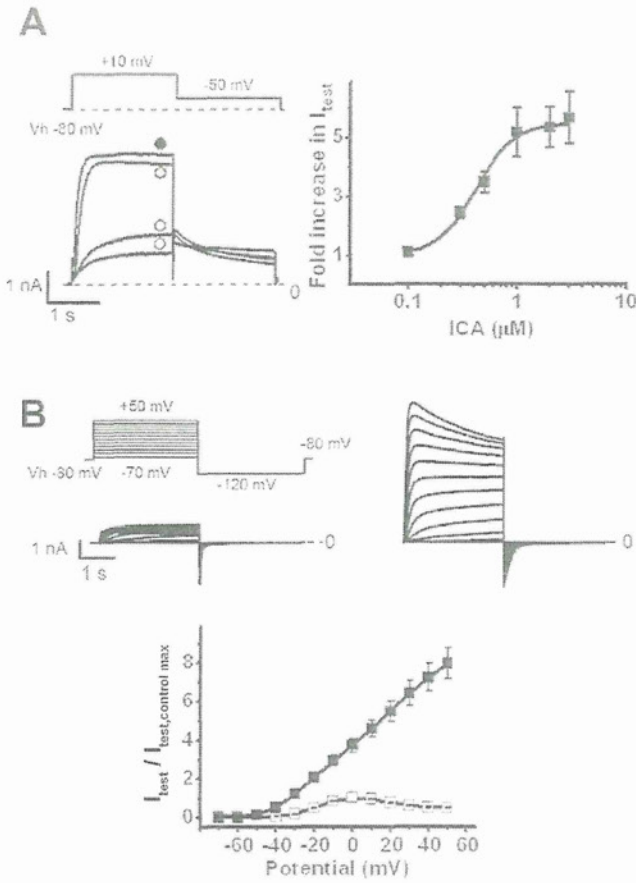 A
+10 mV
-50 mV
Vh -80 mV
1 nA
1 s
0
Fold increase in Itest
5
3
1
0.1
1
10
ICA (μM)
B
+50 mV
-80 mV
Vh -80 mV
-70 mV
-120 mV
1 nA
1 s
0
0
Itest / Itest,control max
8
6
4
2
0
-60
-40
-20
0
20
40
60
Potential (mV)